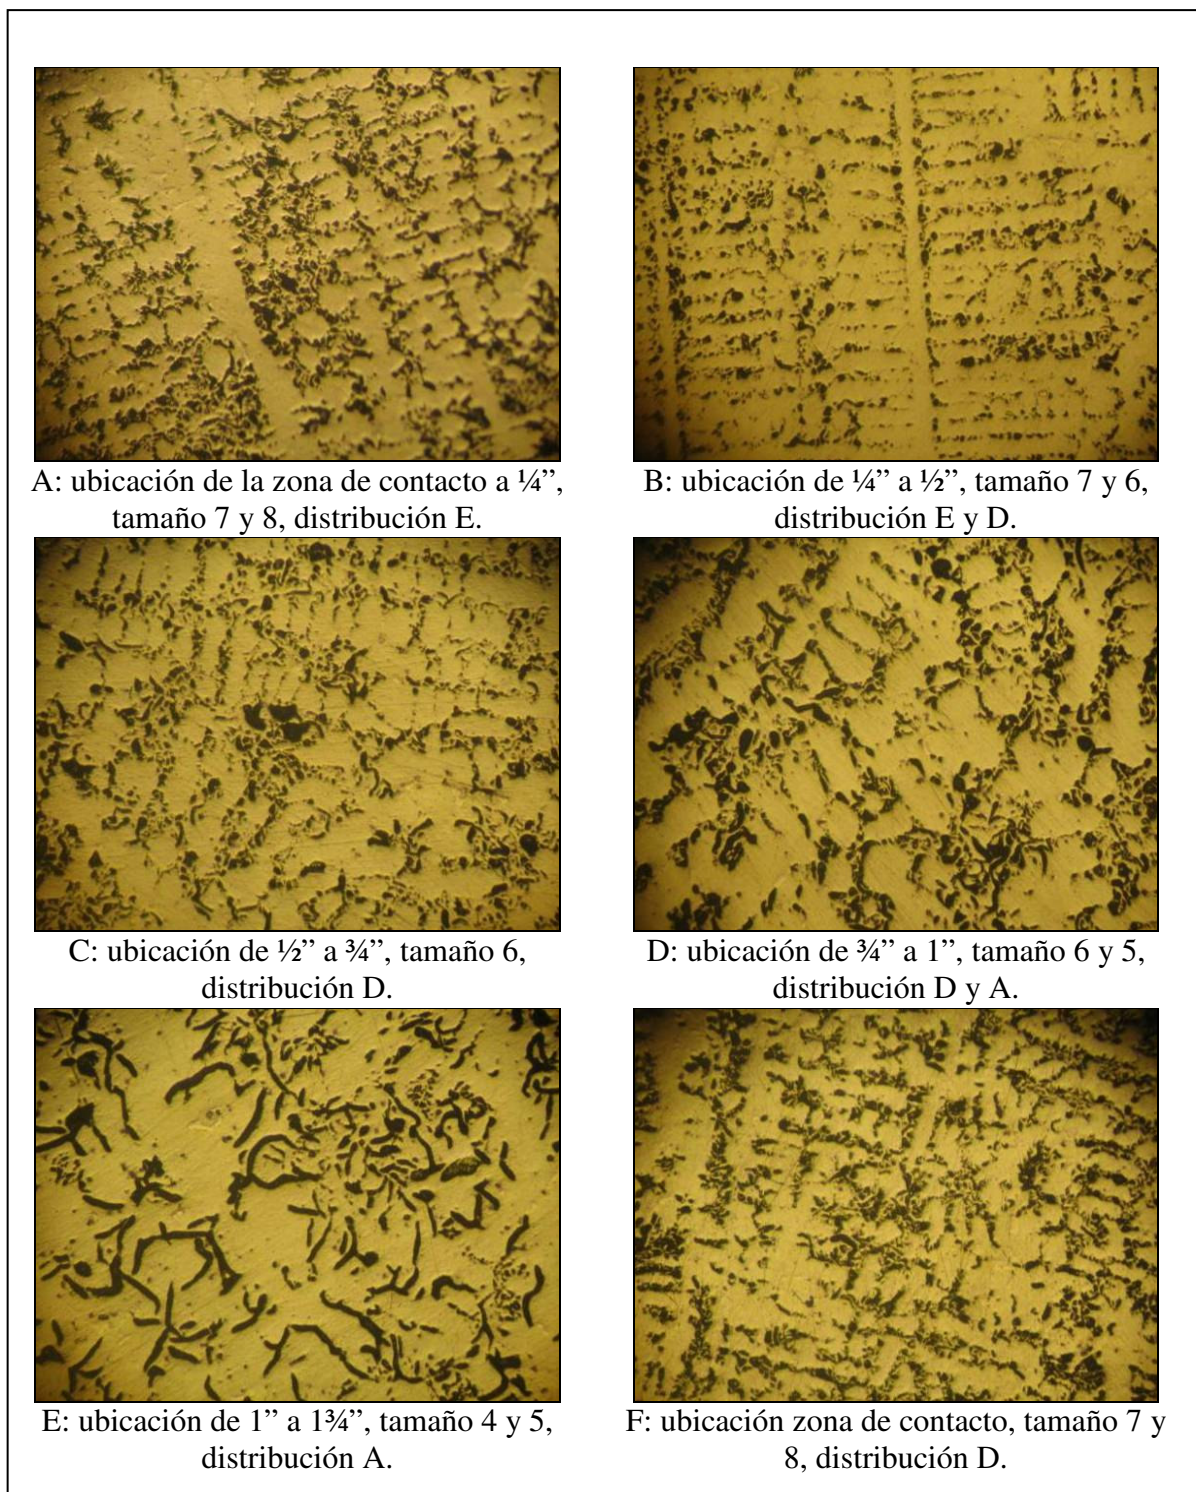 A: ubicación de la zona de contacto a ¼”,
tamaño 7 y 8, distribución E.
B: ubicación de ¼” a ½”, tamaño 7 y 6,
distribución E y D.
C: ubicación de ½” a ¾”, tamaño 6,
distribución D.
D: ubicación de ¾” a 1”, tamaño 6 y 5,
distribución D y A.
E: ubicación de 1” a 1¾”, tamaño 4 y 5,
distribución A.
F: ubicación zona de contacto, tamaño 7 y
8, distribución D.